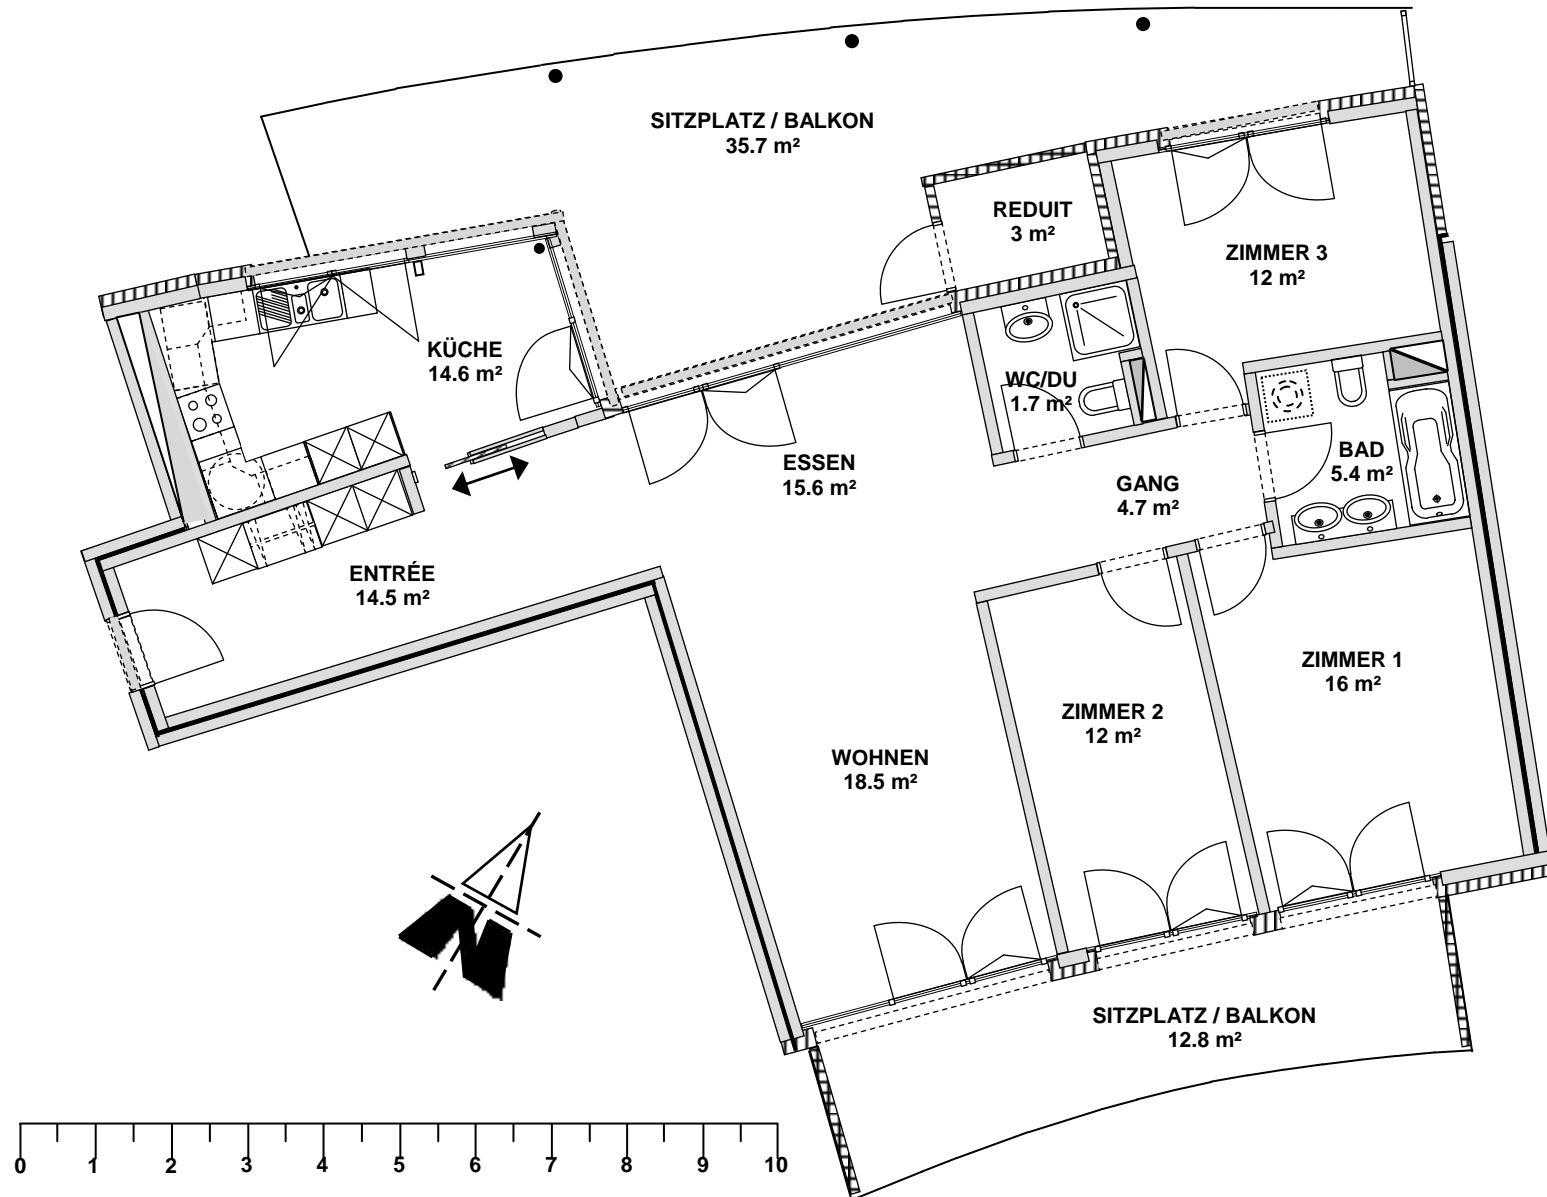 SITZPLATZ / BALKON
35.7 m²
REDUIT
3 m²
ZIMMER 3
12 m²
KÜCHE
14.6 m²
WC/DU
1.7 m²
ESSEN
15.6 m²
BAD
5.4 m²
GANG
4.7 m²
ENTRÉE
14.5 m²
ZIMMER 1
16 m²
ZIMMER 2
12 m²
WOHNEN
18.5 m²
N
SITZPLATZ / BALKON
12.8 m²
0 1 2 3 4 5 6 7 8 9 10